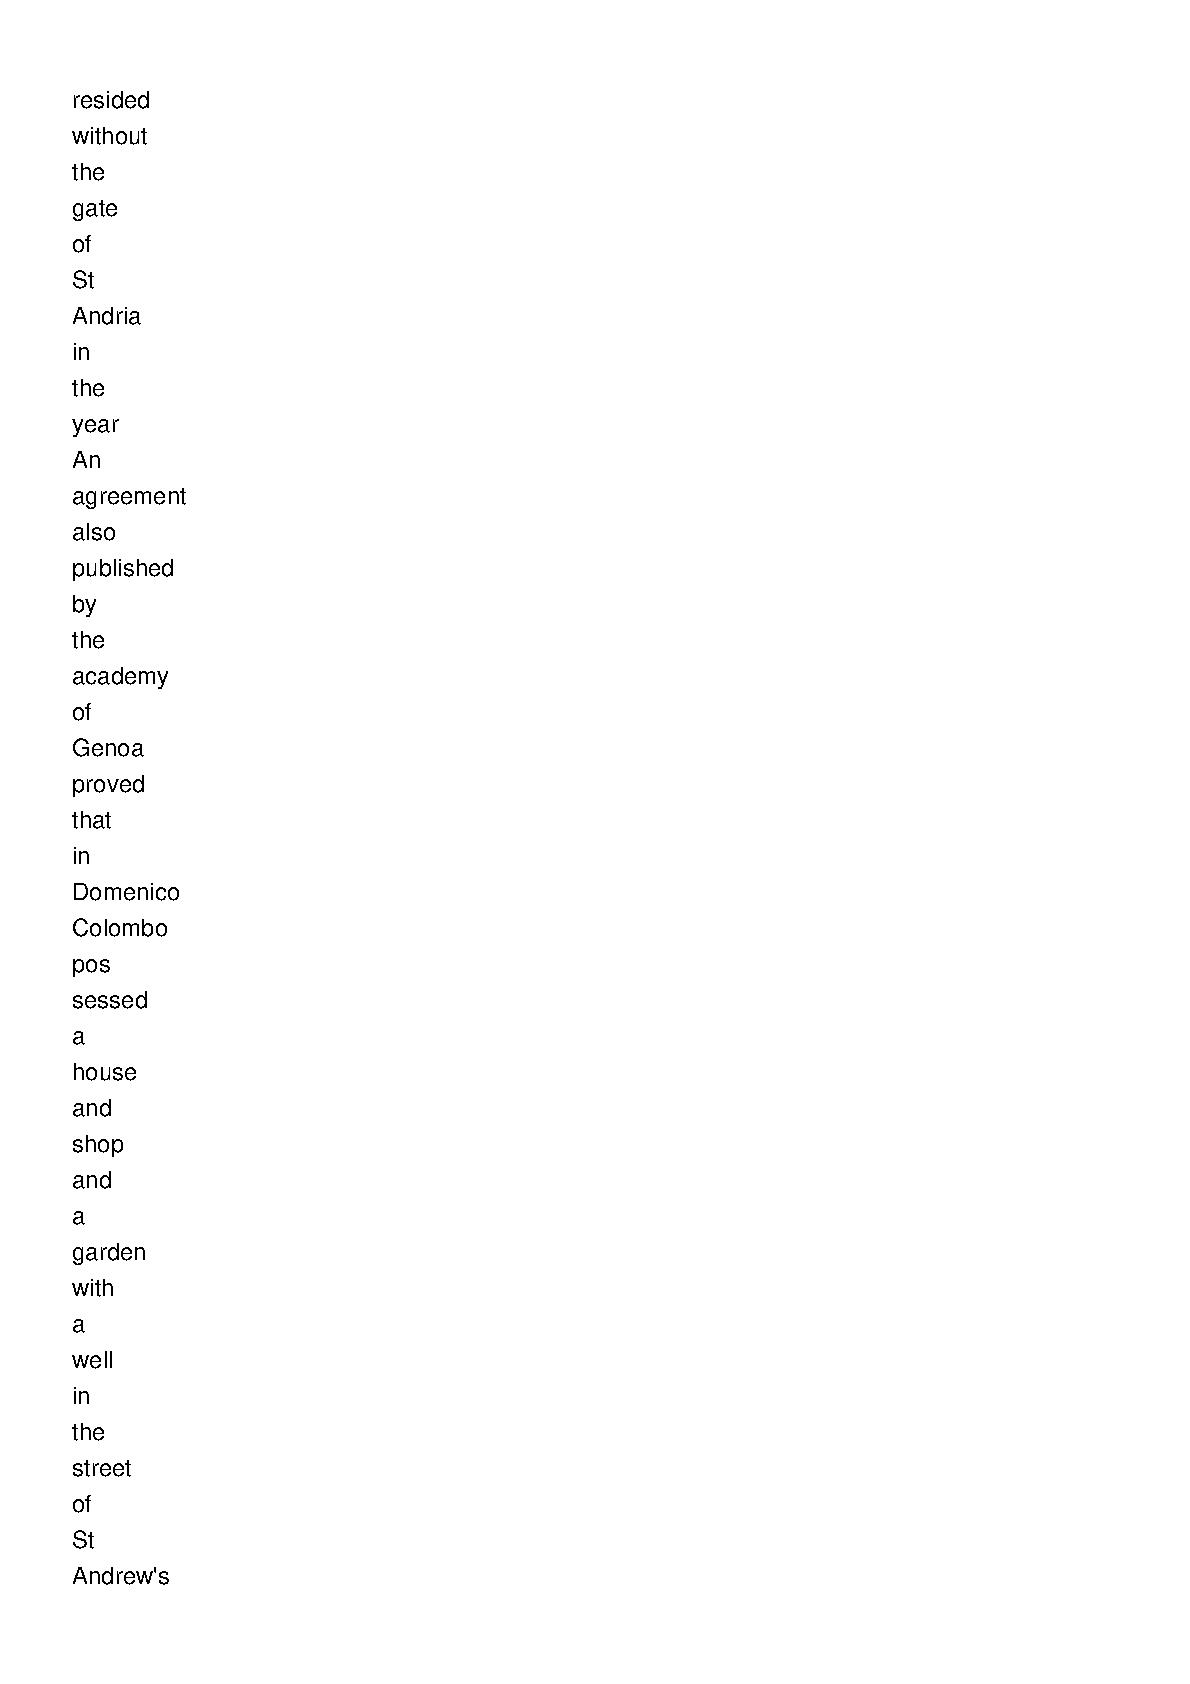 resided
without
the
gate
of
St
Andria
in
the
year
An
agreement
also
published
by
the
academy
of
Genoa
proved
that
in
Domenico
Colombo
pos
sessed
a
house
and
shop
and
a
garden
with
a
well
in
the
street
of
St
Andrew's